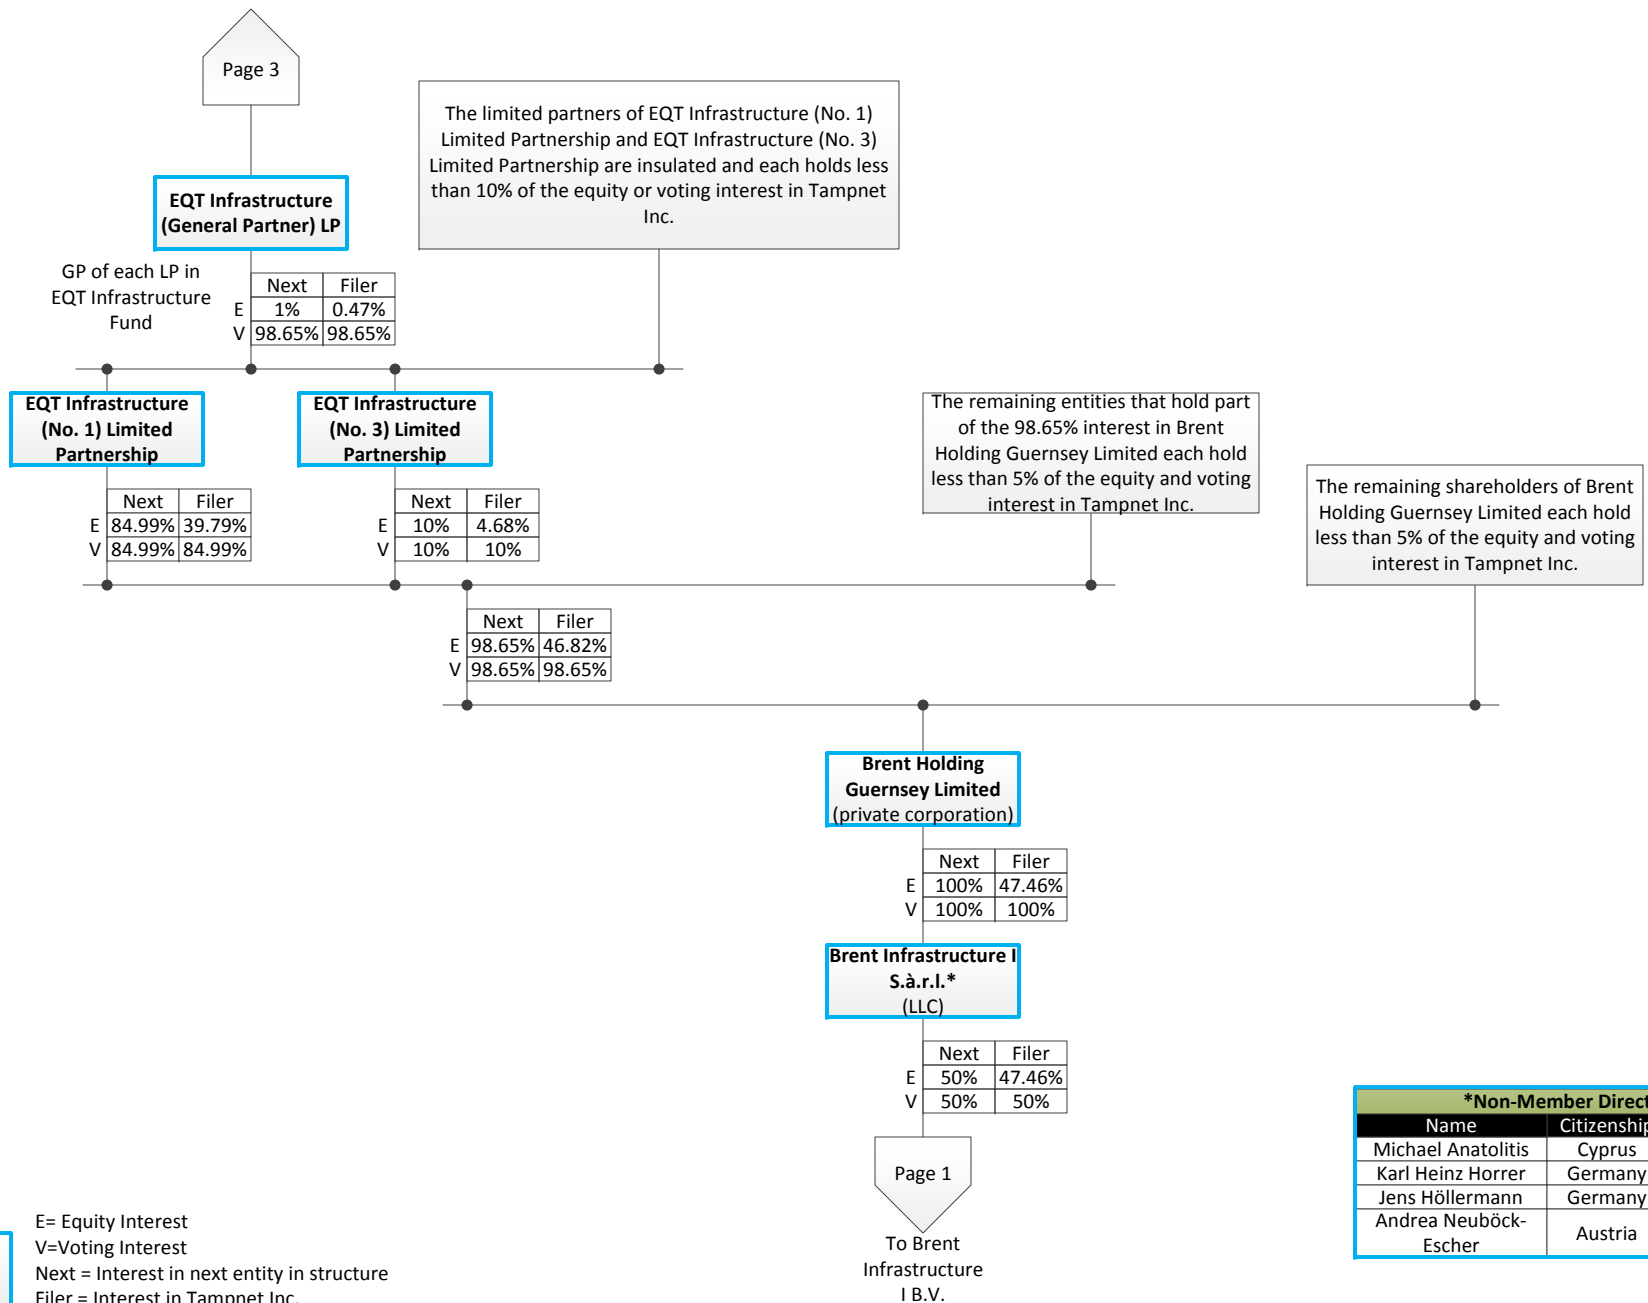 Page 3
The limited partners of EQT Infrastructure (No. 1)
Limited Partnership and EQT Infrastructure (No. 3)
Limited Partnership are insulated and each holds less
than 10% of the equity or voting interest in Tampnet
Inc.
EQT Infrastructure
(General Partner) LP
GP of each LP in
EQT Infrastructure
Fund
Next Filer
E 1% 0.47%
V 98.65% 98.65%
EQT Infrastructure
(No. 1) Limited
Partnership
EQT Infrastructure
(No. 3) Limited
Partnership
The remaining entities that hold part
of the 98.65% interest in Brent
Holding Guernsey Limited each hold
less than 5% of the equity and voting
interest in Tampnet Inc.
The remaining shareholders of Brent
Holding Guernsey Limited each hold
less than 5% of the equity and voting
interest in Tampnet Inc.
Next Filer
E 84.99% 39.79%
V 84.99% 84.99%
Next Filer
E 10% 4.68%
V 10% 10%
Next Filer
E 98.65% 46.82%
V 98.65% 98.65%
Brent Holding
Guernsey Limited
(private corporation)
Next Filer
E 100% 47.46%
V 100% 100%
Brent Infrastructure I
S.à.r.l.*
(LLC)
Next Filer
E 50% 47.46%
V 50% 50%
Page 1
To Brent
Infrastructure
I B.V.
*Non-Member Direct
Name Citizenship
Michael Anatolitis Cyprus
Karl Heinz Horrer Germany
Jens Höllermann Germany
Andrea Neuböck-
Escher Austria
E= Equity Interest
V=Voting Interest
Next = Interest in next entity in structure
Filer = Interest in Tampnet Inc.